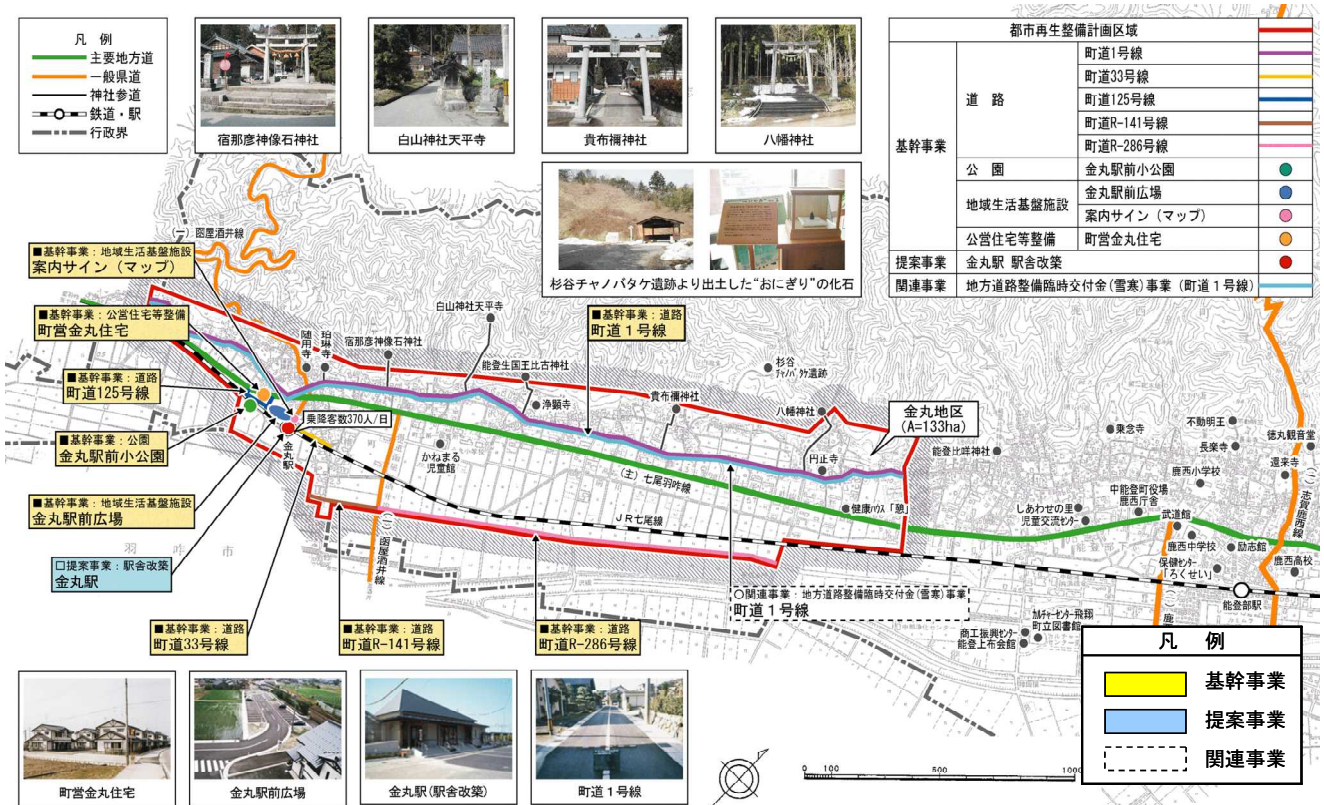 凡 例
主要地方道
一般県道
神社参道
鉄道・駅
行政界
宿那彦神像石神社
白山神社天平寺
貴布禰神社
八幡神社
杉谷チャノバタケ遺跡より出土した“おにぎり”の化石
都市再生整備計画区域
基幹事業
道 路
町道1号線
町道33号線
町道125号線
町道R-141号線
町道R-286号線
公 園
金丸駅前小公園
地域生活基盤施設
金丸駅前広場
案内サイン（マップ）
公営住宅等整備
町営金丸住宅
提案事業
金丸駅 駅舎改築
関連事業
地方道路整備臨時交付金(雪寒)事業（町道１号線）
(一)囱屋酒井線
■基幹事業：地域生活基盤施設
案内サイン（マップ）
■基幹事業：公営住宅等整備
町営金丸住宅
■基幹事業：道路
町道125号線
■基幹事業：公園
金丸駅前小公園
■基幹事業：地域生活基盤施設
金丸駅前広場
□提案事業：駅舎改築
金丸駅
■基幹事業：道路
町道33号線
■基幹事業：道路
町道R-141号線
■基幹事業：道路
町道R-286号線
■基幹事業：道路
町道１号線
○関連事業・地方道路整備臨時交付金(雪寒)事業
町道１号線
随用寺
珀琳寺
宿那彦神像石神社
白山神社天平寺
能登生国玉比古神社
浄顕寺
貴布禰神社
杉谷
ﾁｬﾉﾊﾞﾀｹ遺跡
八幡神社
円止寺
金丸地区
(A=133ha)
乗降客数370人/日
金丸駅
かねまる
児童館
(主)七尾羽咋線
ＪＲ七尾線
健康ﾊｳｽ「憩」
能登比咩神社
乗念寺
不動明王
長楽寺
徳丸観音堂
還来寺
鹿西小学校
中能登町役場
鹿西庁舎
しあわせの里
児童交流ｾﾝﾀｰ
武道館
鹿西中学校
励志館
保健ｾﾝﾀｰ
「ろくせい」
鹿西高校
(一)志賀鹿西線
能登部駅
ｶﾙﾁｬｰｾﾝﾀｰ飛翔
町立図書館
商工振興ｾﾝﾀｰ
能登上布会館
羽咋市
(一)囱屋酒井線
凡 例
基幹事業
提案事業
関連事業
町営金丸住宅
金丸駅前広場
金丸駅(駅舎改築)
町道１号線
0 100 500 1000